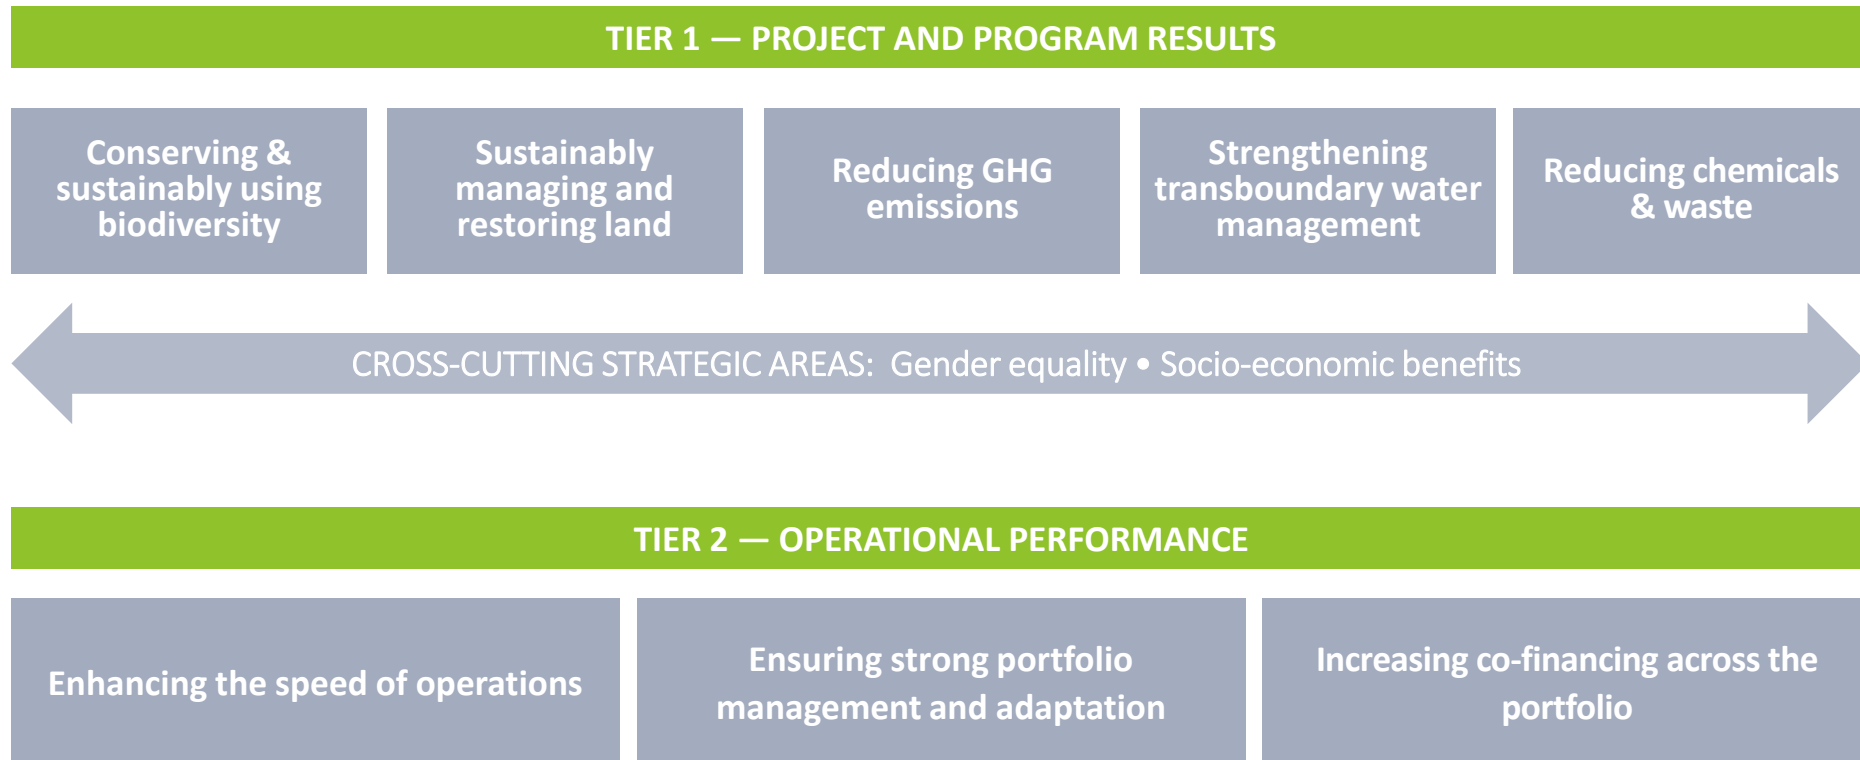 TIER 1 — PROJECT AND PROGRAM RESULTS
Conserving &
sustainably using
biodiversity
Sustainably
managing and
restoring land
Reducing GHG
emissions
Strengthening
transboundary water
management
Reducing chemicals
& waste
CROSS-CUTTING STRATEGIC AREAS: Gender equality • Socio-economic benefits
TIER 2 — OPERATIONAL PERFORMANCE
Enhancing the speed of operations
Ensuring strong portfolio
management and adaptation
Increasing co-financing across the
portfolio